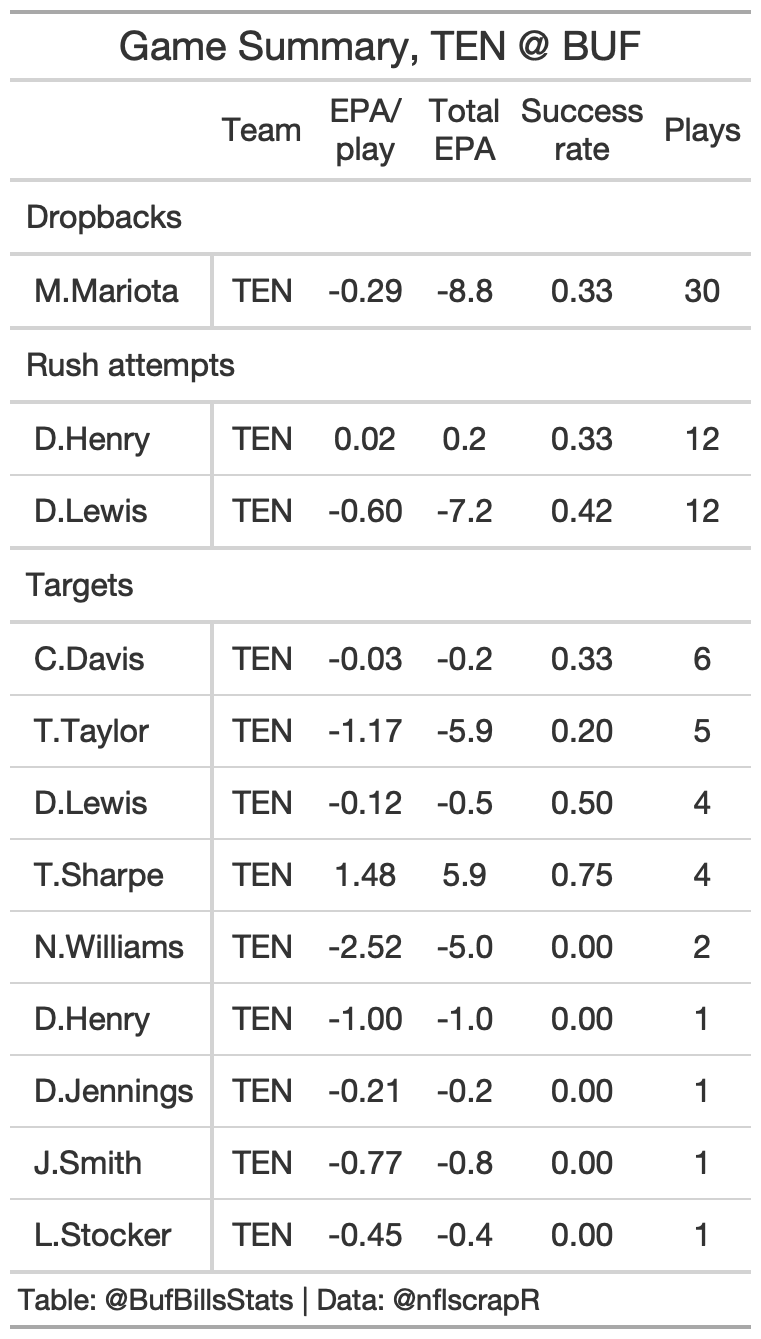 Game Summary, TEN @ BUF
Team EPA/ play Total EPA Success rate Plays
Dropbacks
M.Mariota TEN -0.29 -8.8 0.33 30
Rush attempts
D.Henry TEN 0.02 0.2 0.33 12
D.Lewis TEN -0.60 -7.2 0.42 12
Targets
C.Davis TEN -0.03 -0.2 0.33 6
T.Taylor TEN -1.17 -5.9 0.20 5
D.Lewis TEN -0.12 -0.5 0.50 4
T.Sharpe TEN 1.48 5.9 0.75 4
N.Williams TEN -2.52 -5.0 0.00 2
D.Henry TEN -1.00 -1.0 0.00 1
D.Jennings TEN -0.21 -0.2 0.00 1
J.Smith TEN -0.77 -0.8 0.00 1
L.Stocker TEN -0.45 -0.4 0.00 1
Table: @BufBillsStats | Data: @nflscrapR